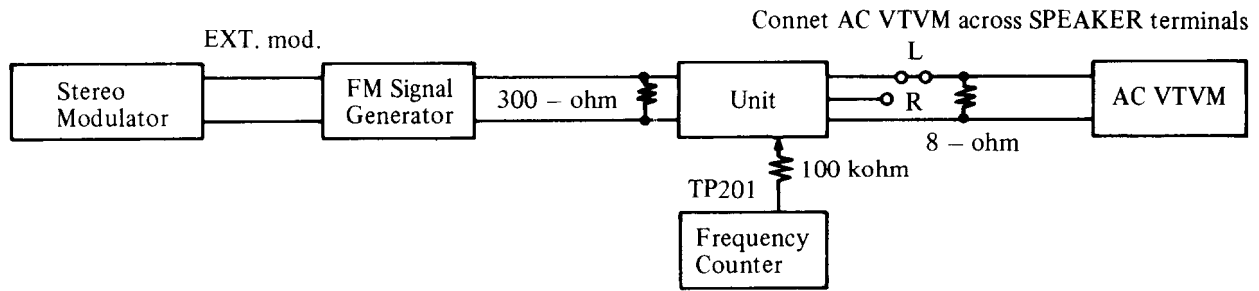 Connet AC VTVM across SPEAKER terminals
EXT. mod.
L
Stereo
Modulator
FM Signal
Generator
300 – ohm
Unit
R
AC VTVM
8 – ohm
100 kohm
TP201
Frequency
Counter